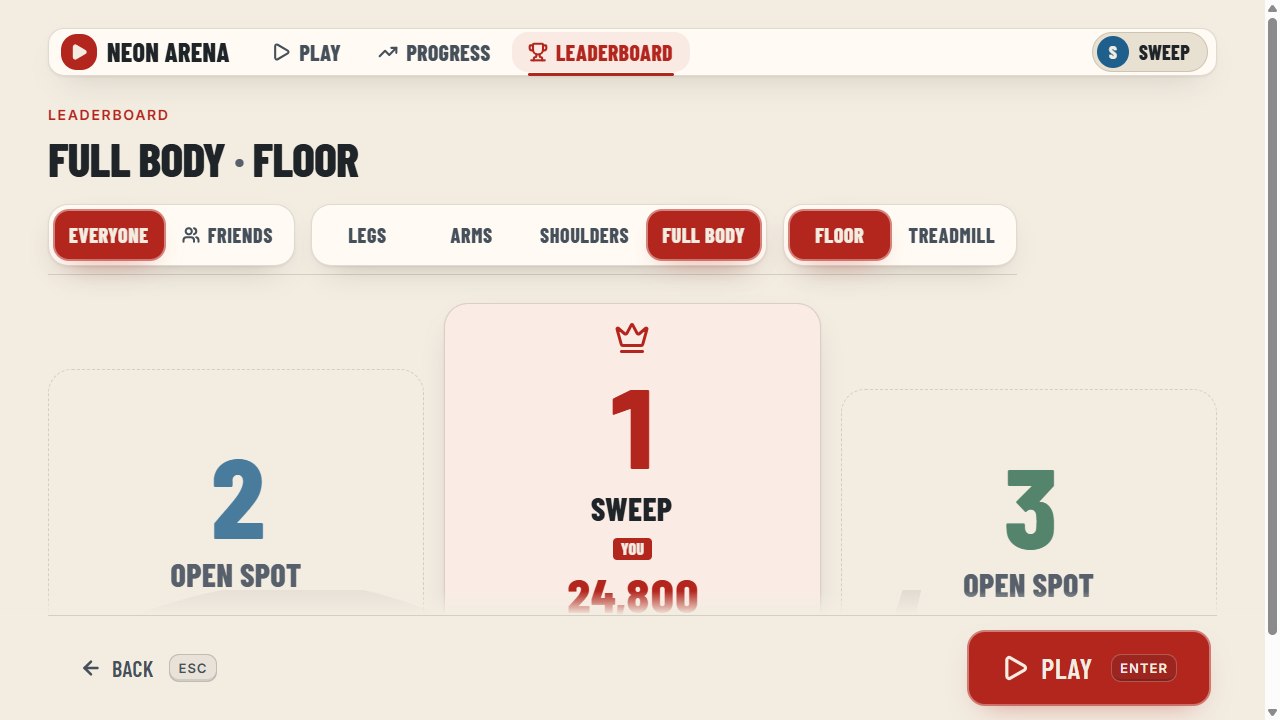 NEON ARENA
PLAY
PROGRESS
LEADERBOARD
S
SWEEP
LEADERBOARD
FULL BODY · FLOOR
EVERYONE
FRIENDS
LEGS
ARMS
SHOULDERS
FULL BODY
FLOOR
TREADMILL
1
SWEEP
YOU
24,800
2
OPEN SPOT
3
OPEN SPOT
BACK
ESC
PLAY
ENTER